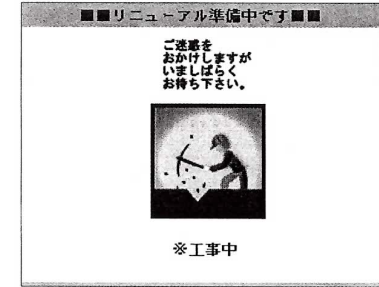 ■■リニューアル準備中です■■
ご迷惑を
おかけしますが
いましばらく
お待ち下さい。
※工事中